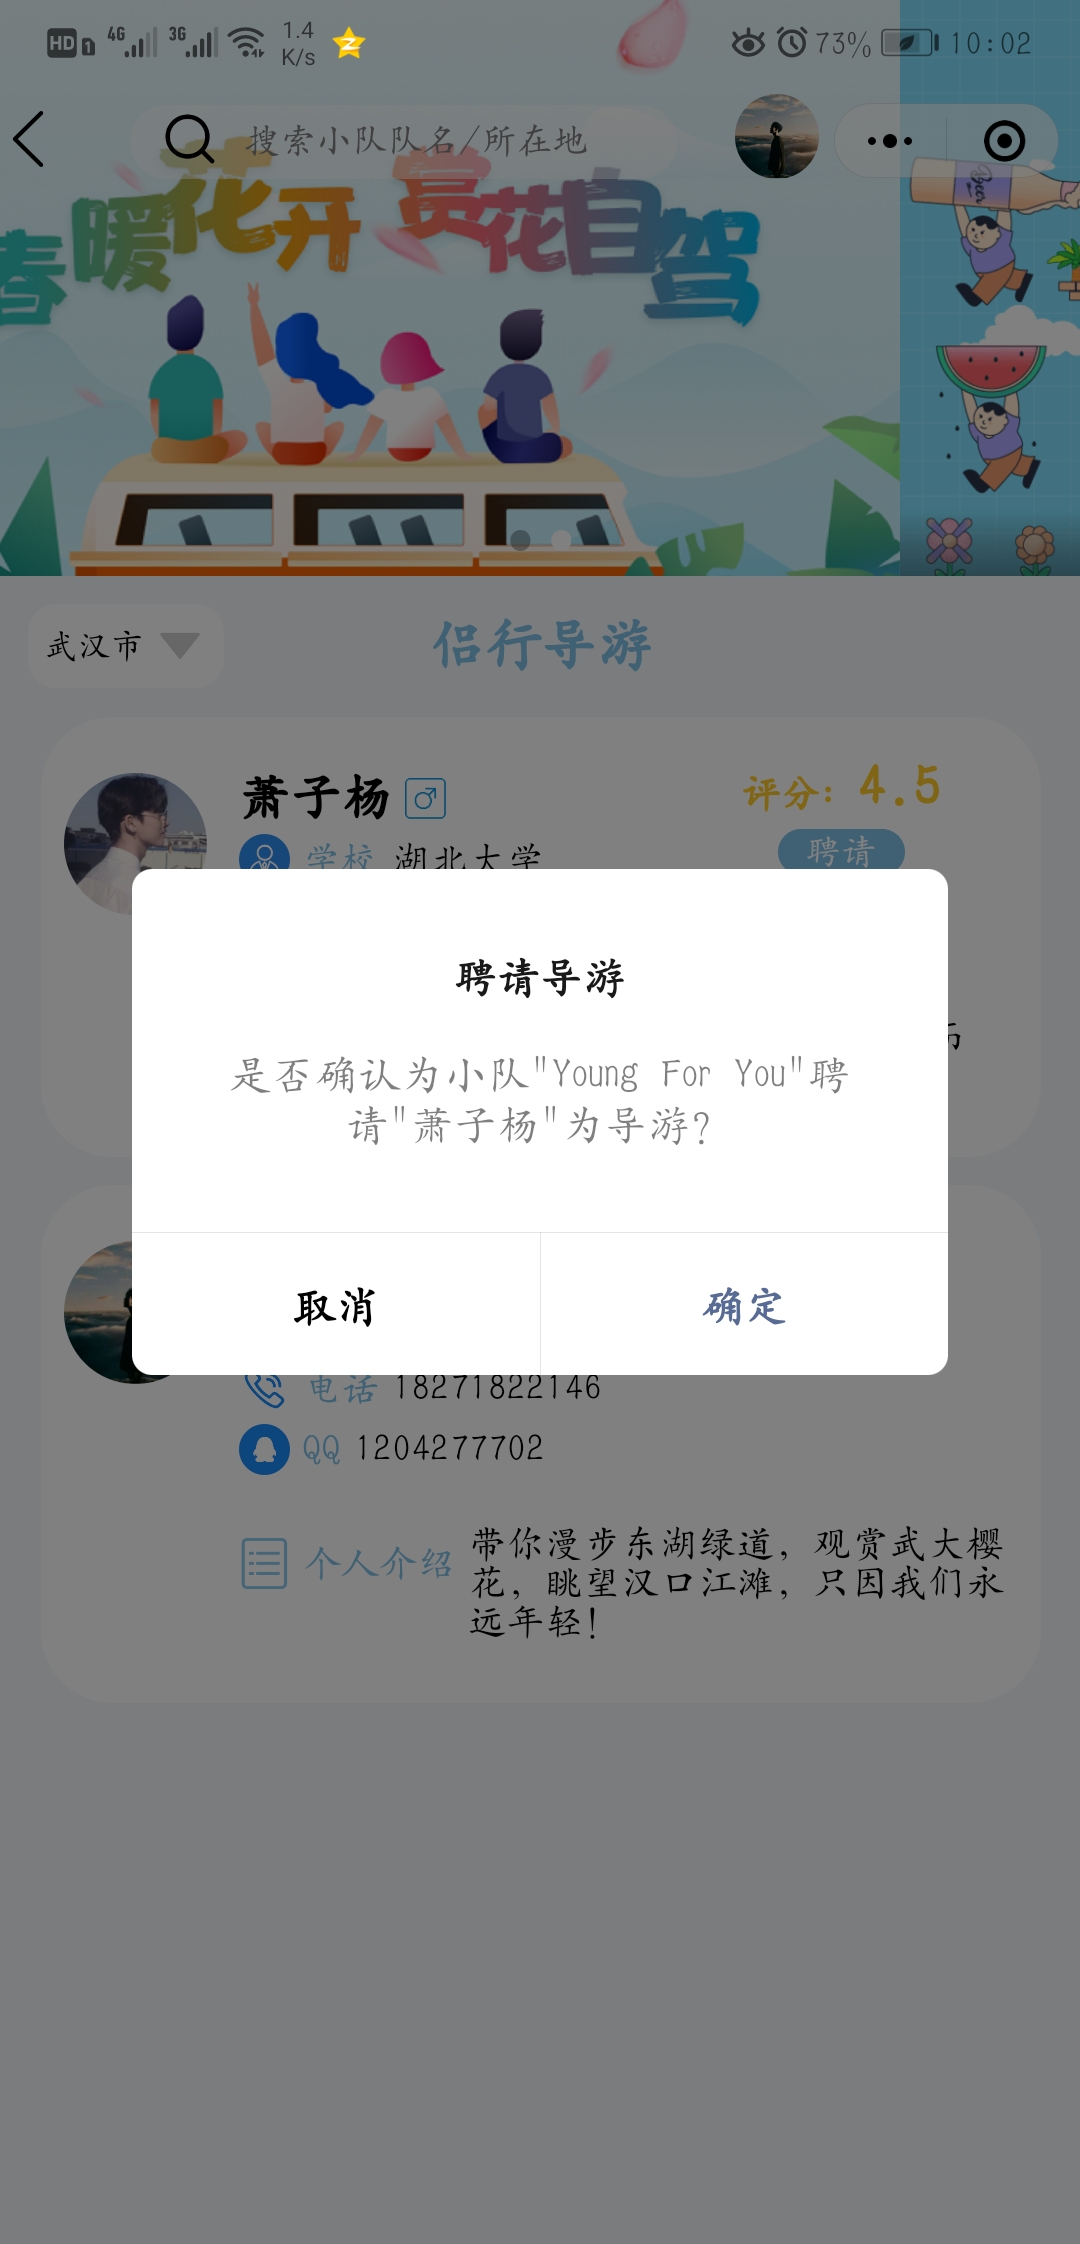 HD 1 4G 3G 1.4 K/s 73% 10:02
搜索小队队名/所在地
春暖花开 赏花自驾
Beer
武汉市
侣行导游
萧子杨
评分: 4.5
学校 湖北大学
聘请
聘请导游
是否确认为小队"Young For You"聘
请"萧子杨"为导游?
取消
确定
电话 18271822146
QQ 1204277702
个人介绍
带你漫步东湖绿道，观赏武大樱
花，眺望汉口江滩，只因我们永
远年轻!